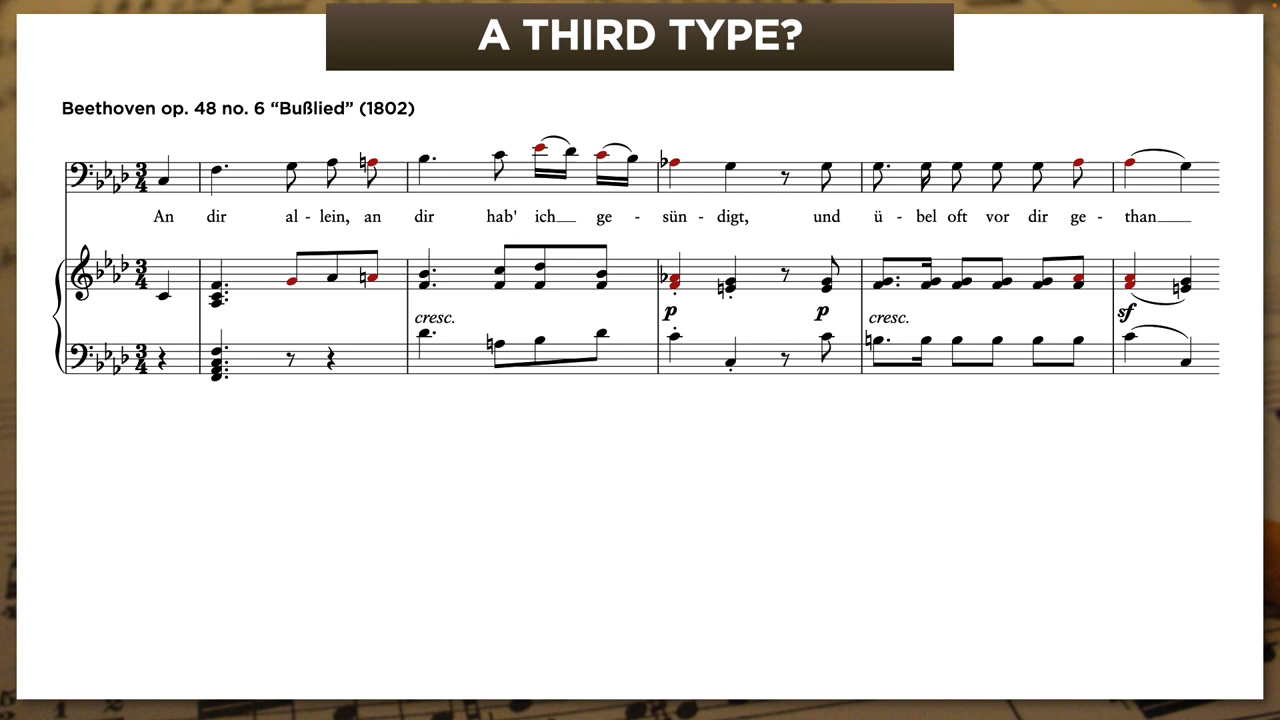 A THIRD TYPE?
Beethoven op. 48 no. 6 “Bußlied” (1802)
An dir al - lein, an dir hab' ich ge - sün - digt, und ü - bel oft vor dir ge - than
cresc. p p cresc. sf